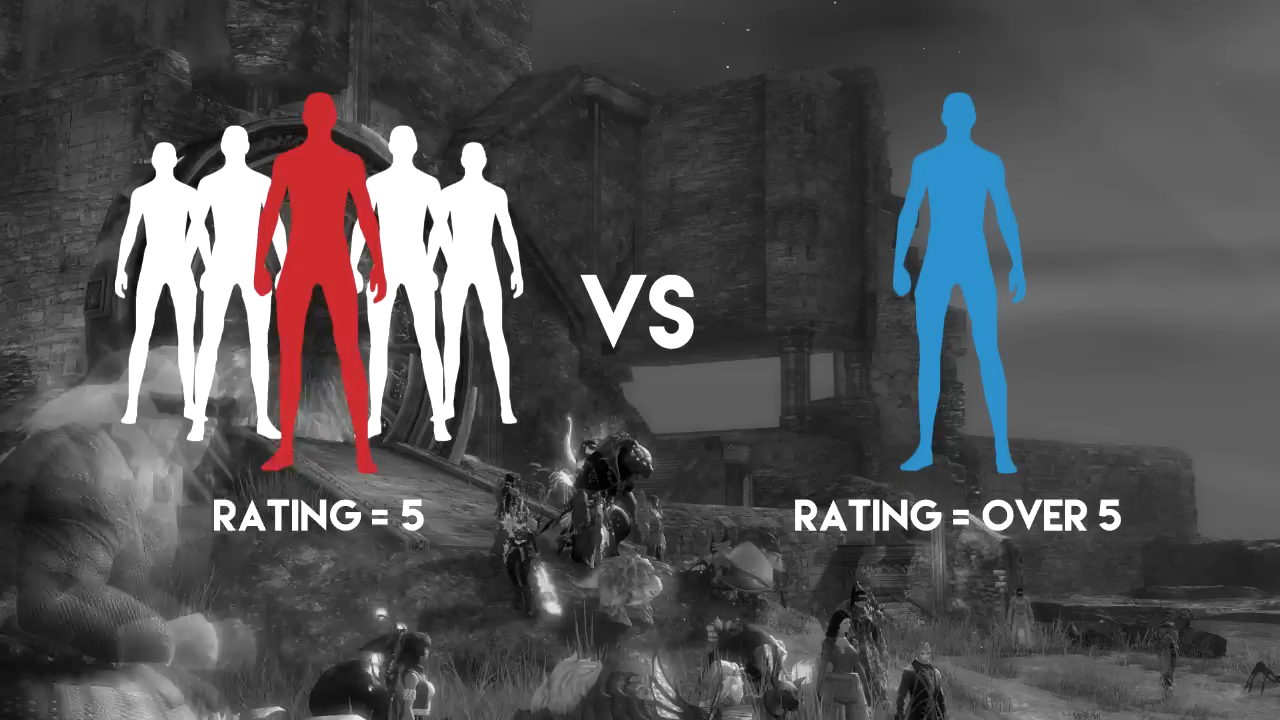 VS
RATING = 5
RATING = OVER 5